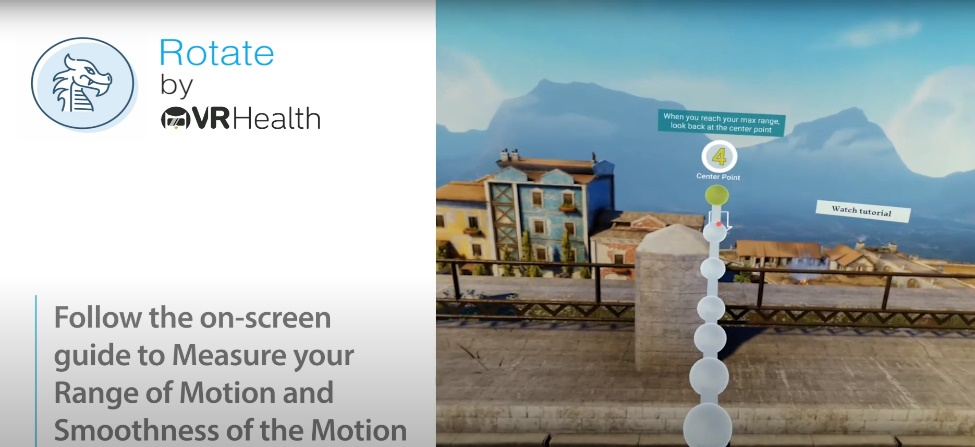 Rotate
by
VRHealth
Follow the on-screen
guide to Measure your
Range of Motion and
Smoothness of the Motion
When you reach your max range,
look back at the center point
4
Center Point
Watch tutorial